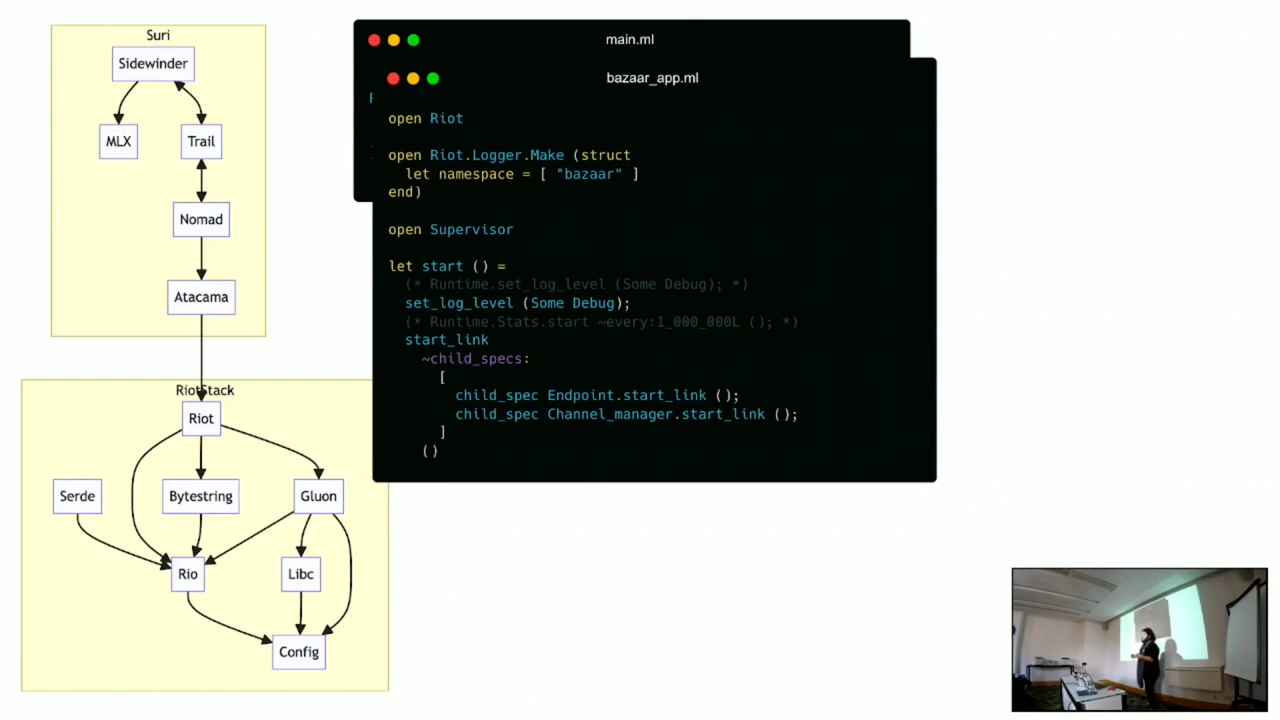 Suri
Sidewinder
MLX
Trail
Nomad
Atacama
RiotStack
Riot
Serde
Bytestring
Gluon
Rio
Libc
Config
main.ml
bazaar_app.ml
open Riot
open Riot.Logger.Make (struct
let namespace = [ "bazaar" ]
end)
open Supervisor
let start () =
(* Runtime.set_log_level (Some Debug); *)
set_log_level (Some Debug);
(* Runtime.Stats.start ~every:1_000_000L (); *)
start_link
~child_specs:
[
child_spec Endpoint.start_link ();
child_spec Channel_manager.start_link ();
]
()